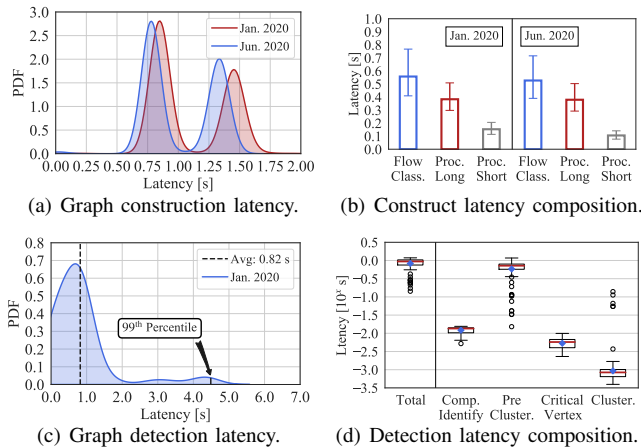 3.0
2.5
2.0
1.5
1.0
0.5
0.0
PDF
Jan. 2020
Jun. 2020
0.00 0.25 0.50 0.75 1.00 1.25 1.50 1.75 2.00
Latency [s]
(a) Graph construction latency.
1.0
0.9
0.8
0.7
0.6
0.5
0.4
0.3
0.2
0.1
0.0
Latency [s]
Jan. 2020
Jun. 2020
Flow Proc. Proc. Flow Proc. Proc.
Class. Long Short Class. Long Short
(b) Construct latency composition.
0.8
0.7
0.6
0.5
0.4
0.3
0.2
0.1
0.0
PDF
Avg: 0.82 s
Jan. 2020
99th Percentile
0.0 1.0 2.0 3.0 4.0 5.0 6.0 7.0
Latency [s]
(c) Graph detection latency.
0.0
-0.5
-1.0
-1.5
-2.0
-2.5
-3.0
-3.5
Ltency [10^x s]
Total Comp. Pre Critical Cluster.
Identify Cluster. Vertex
(d) Detection latency composition.